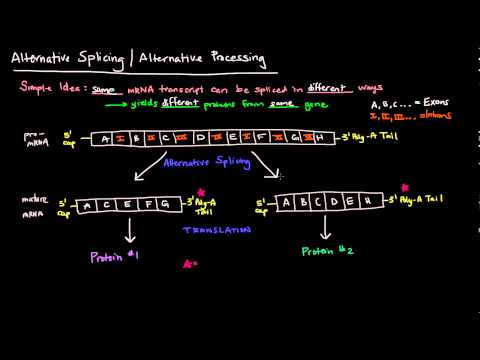 Alternative Splicing | Alternative Processing
Simple Idea: same mRNA transcript can be spliced in different ways
→ yields different proteins from same gene
A, B, C... = Exons
I, II, III... = Introns
pre-mRNA 5' cap A I B II C III D IV E V F VI G VII H 3' Poly-A Tail
Alternative Splicing
mature mRNA 5' cap A C E F G 3' Poly-A Tail
5' cap A B C D E H 3' Poly-A Tail
TRANSLATION
Protein #1
Protein #2
*=